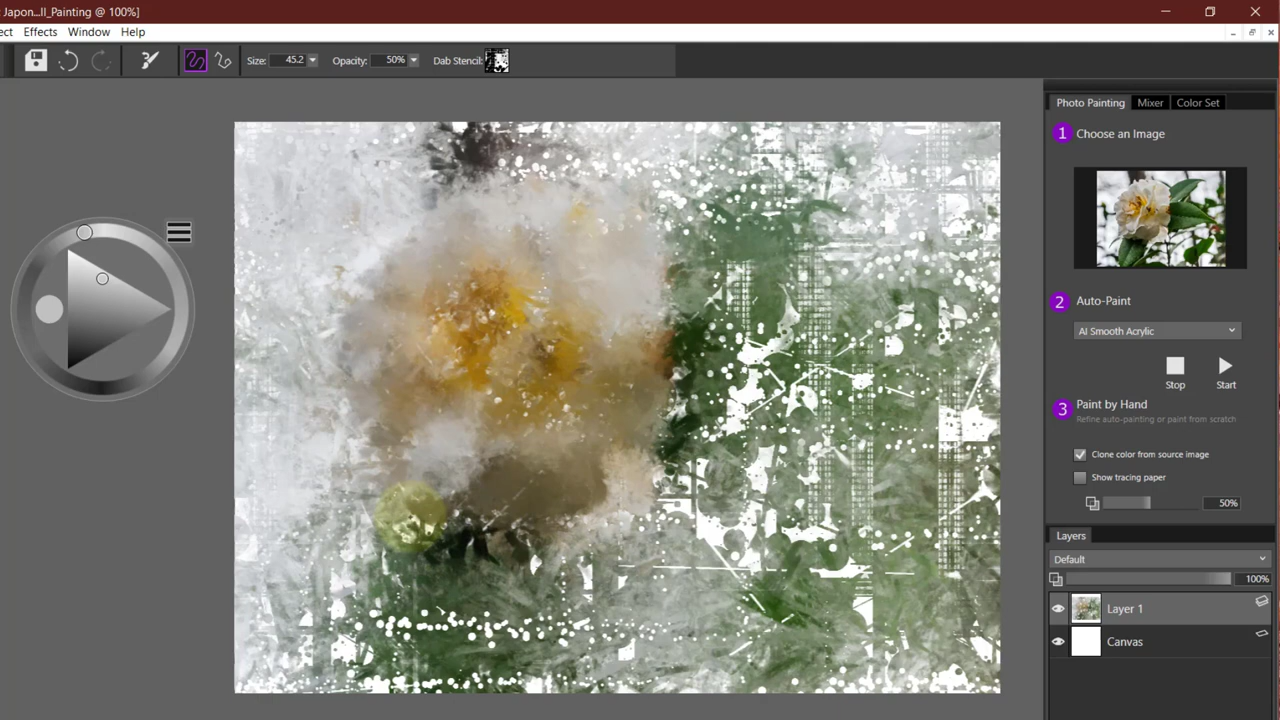 Japon...ll_Painting @ 100%]
ect Effects Window Help
Size: 45.2 Opacity: 50% Dab Stencil:
Photo Painting Mixer Color Set
1 Choose an Image
2 Auto-Paint
AI Smooth Acrylic
Stop Start
3 Paint by Hand
Refine auto-painting or paint from scratch
Clone color from source image
Show tracing paper
50%
Layers
Default
100%
Layer 1
Canvas